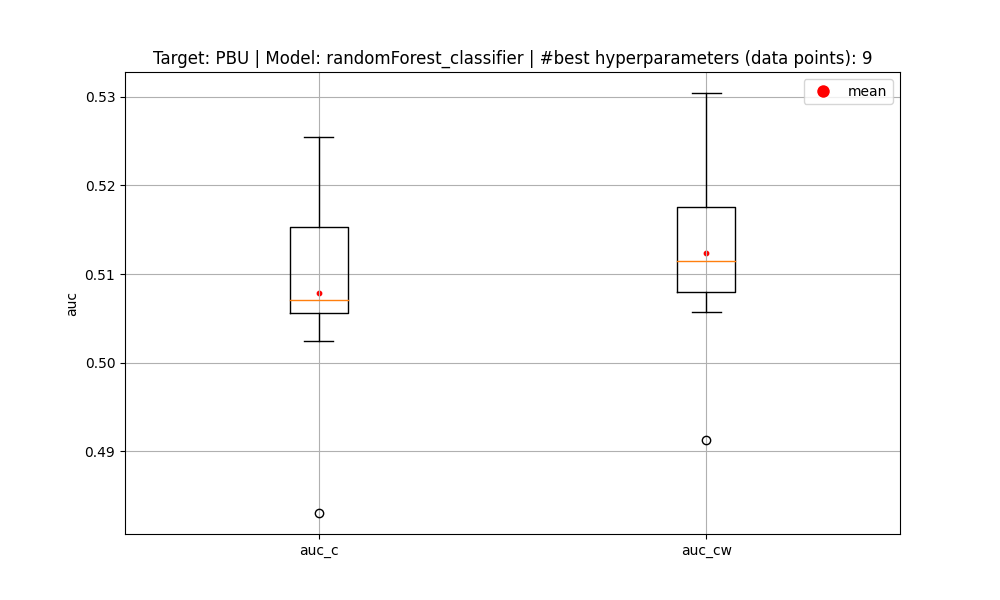 Target: PBU | Model: randomForest_classifier | #best hyperparameters (data points): 9
mean
0.53
0.52
0.51
0.50
0.49
auc
auc_c
auc_cw